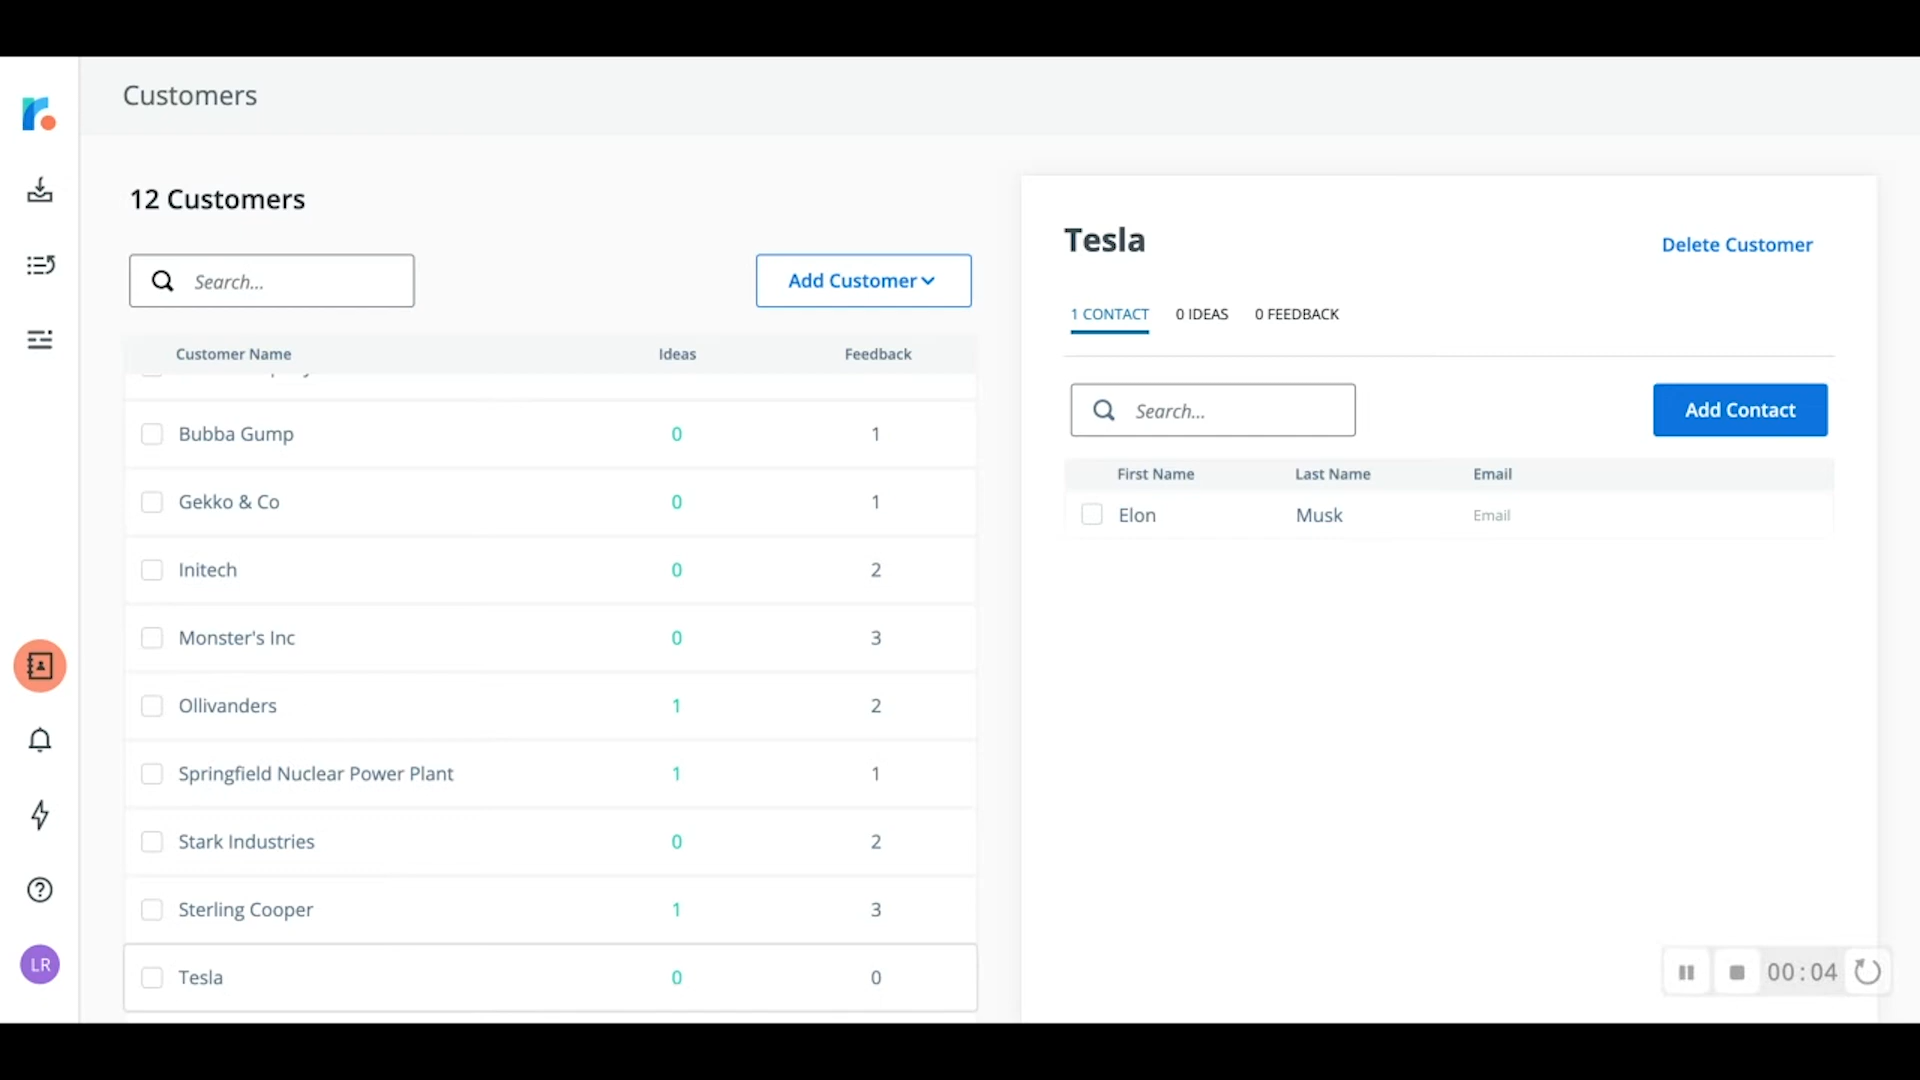 Customers
12 Customers
Search...
Add Customer
Customer Name Ideas Feedback
Bubba Gump 0 1
Gekko & Co 0 1
Initech 0 2
Monster's Inc 0 3
Ollivanders 1 2
Springfield Nuclear Power Plant 1 1
Stark Industries 0 2
Sterling Cooper 1 3
Tesla 0 0
LR
Tesla
Delete Customer
1 CONTACT 0 IDEAS 0 FEEDBACK
Search...
Add Contact
First Name Last Name Email
Elon Musk Email
00:04